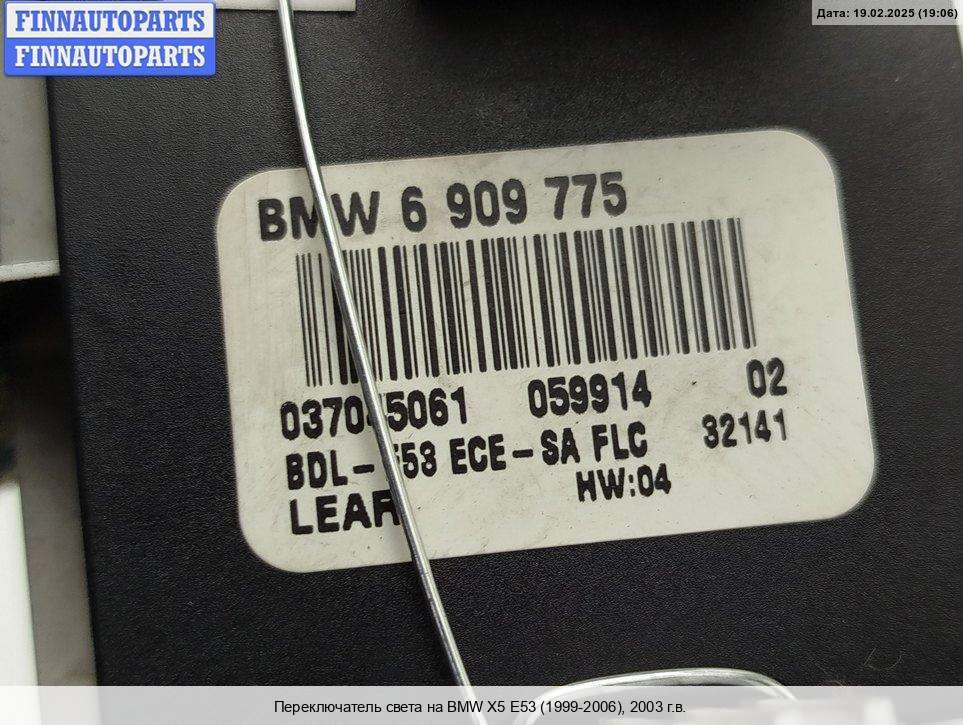 FINNAUTOPARTS
FINNAUTOPARTS
Дата: 19.02.2025 (19:06)
BMW 6 909 775
059914 02
ECE-SA FLC 32141
LEAR HW:04
Переключатель света на BMW X5 E53 (1999-2006), 2003 г.в.